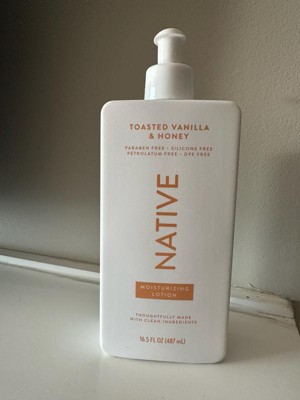 TOASTED VANILLA
& HONEY
PARABEN FREE • SILICONE FREE
PETROLATUM FREE • DYE FREE
NATIVE
MOISTURIZING
LOTION
THOUGHTFULLY MADE
WITH CLEAN INGREDIENTS
16.5 FL OZ (487 mL)